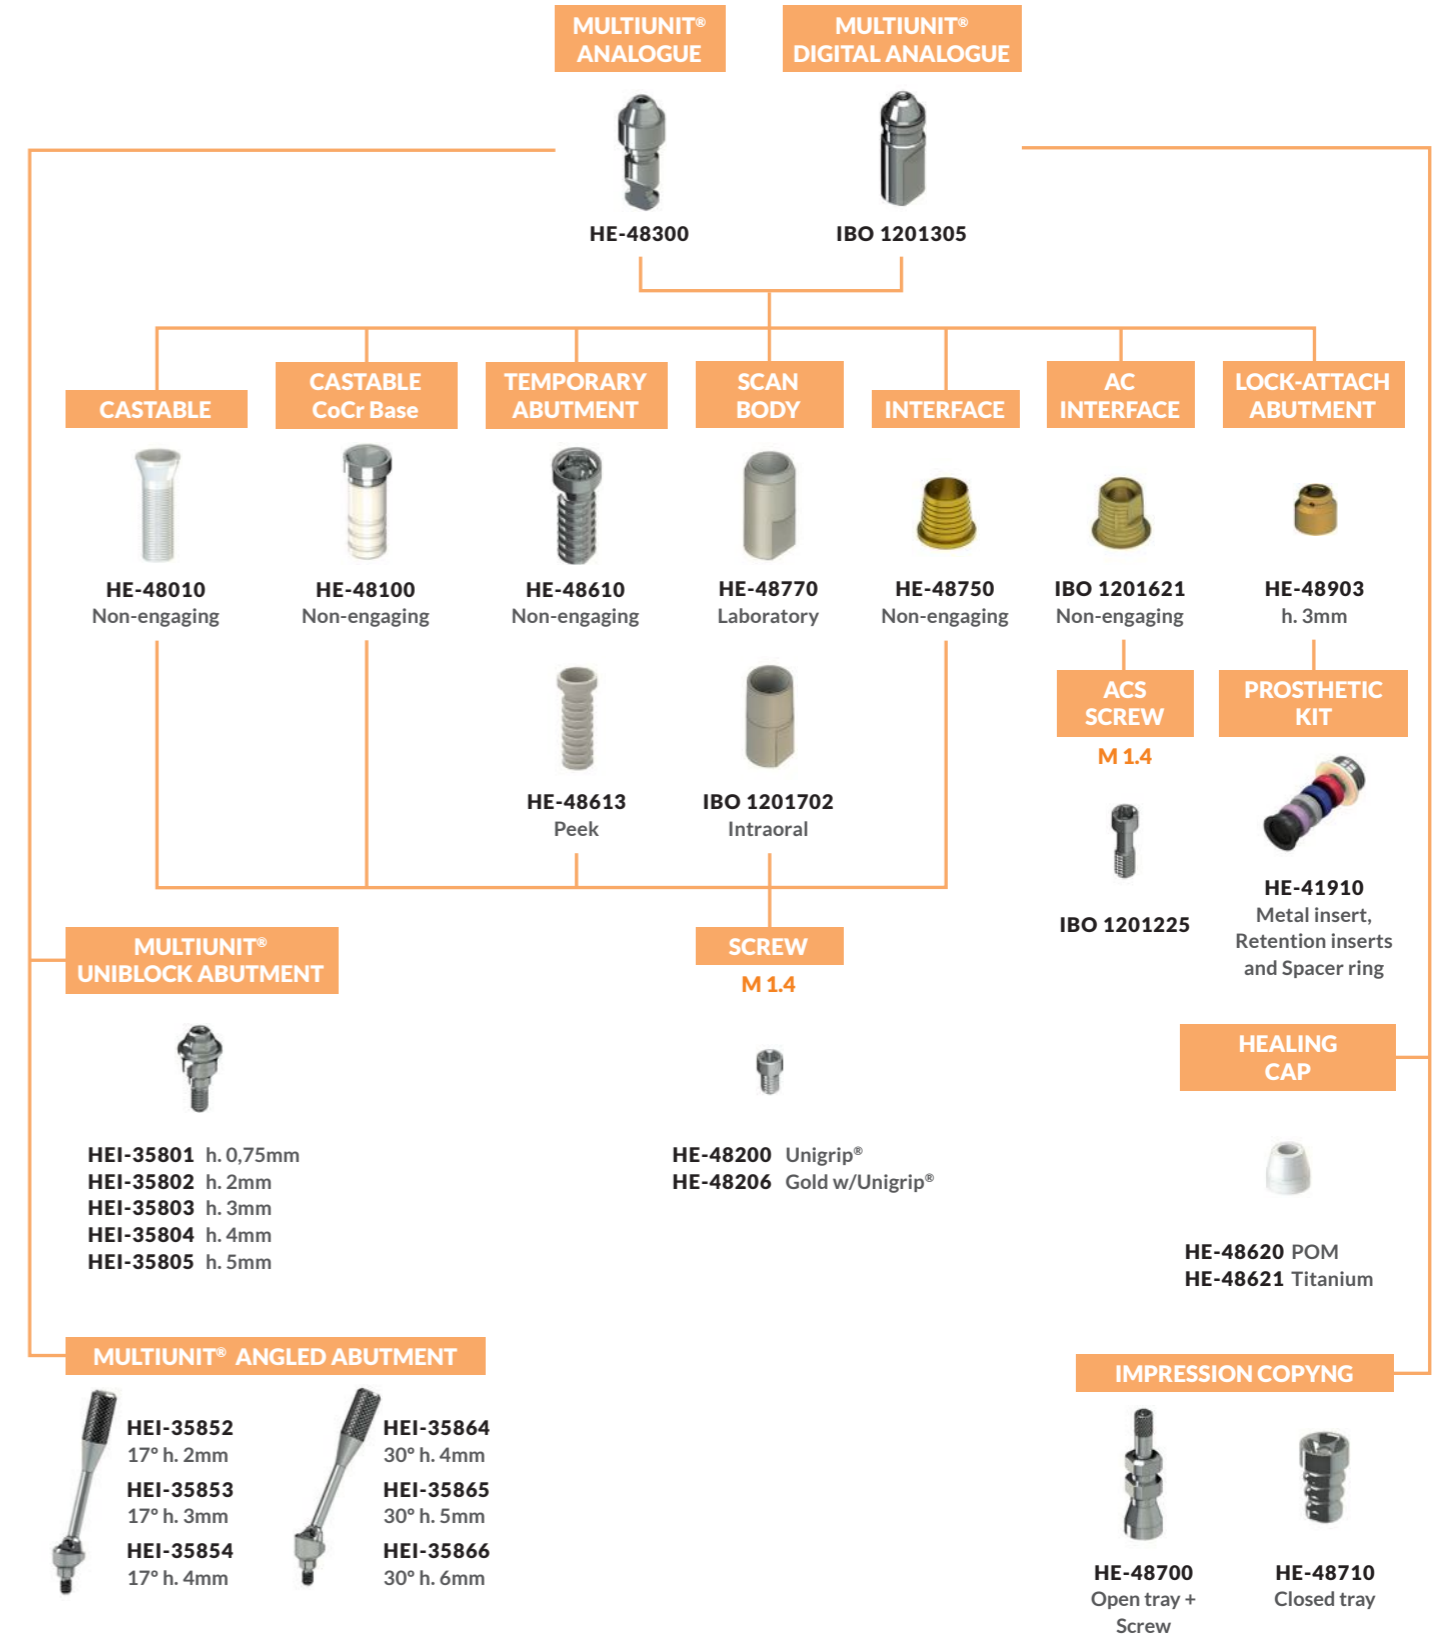 MULTIUNIT®
ANALOGUE
MULTIUNIT®
DIGITAL ANALOGUE
HE-48300
IBO 1201305
CASTABLE
CASTABLE
CoCr Base
TEMPORARY
ABUTMENT
SCAN
BODY
INTERFACE
AC
INTERFACE
LOCK-ATTACH
ABUTMENT
HE-48010
Non-engaging
HE-48100
Non-engaging
HE-48610
Non-engaging
HE-48770
Laboratory
HE-48750
Non-engaging
IBO 1201621
Non-engaging
HE-48903
h. 3mm
HE-48613
Peek
IBO 1201702
Intraoral
ACS
SCREW
M 1.4
IBO 1201225
PROSTHETIC
KIT
HE-41910
Metal insert,
Retention inserts
and Spacer ring
MULTIUNIT®
UNIBLOCK ABUTMENT
HEI-35801 h. 0,75mm
HEI-35802 h. 2mm
HEI-35803 h. 3mm
HEI-35804 h. 4mm
HEI-35805 h. 5mm
SCREW
M 1.4
HE-48200 Unigrip®
HE-48206 Gold w/Unigrip®
HEALING
CAP
HE-48620 POM
HE-48621 Titanium
MULTIUNIT® ANGLED ABUTMENT
HEI-35852
17° h. 2mm
HEI-35853
17° h. 3mm
HEI-35854
17° h. 4mm
HEI-35864
30° h. 4mm
HEI-35865
30° h. 5mm
HEI-35866
30° h. 6mm
IMPRESSION COPYNG
HE-48700
Open tray +
Screw
HE-48710
Closed tray